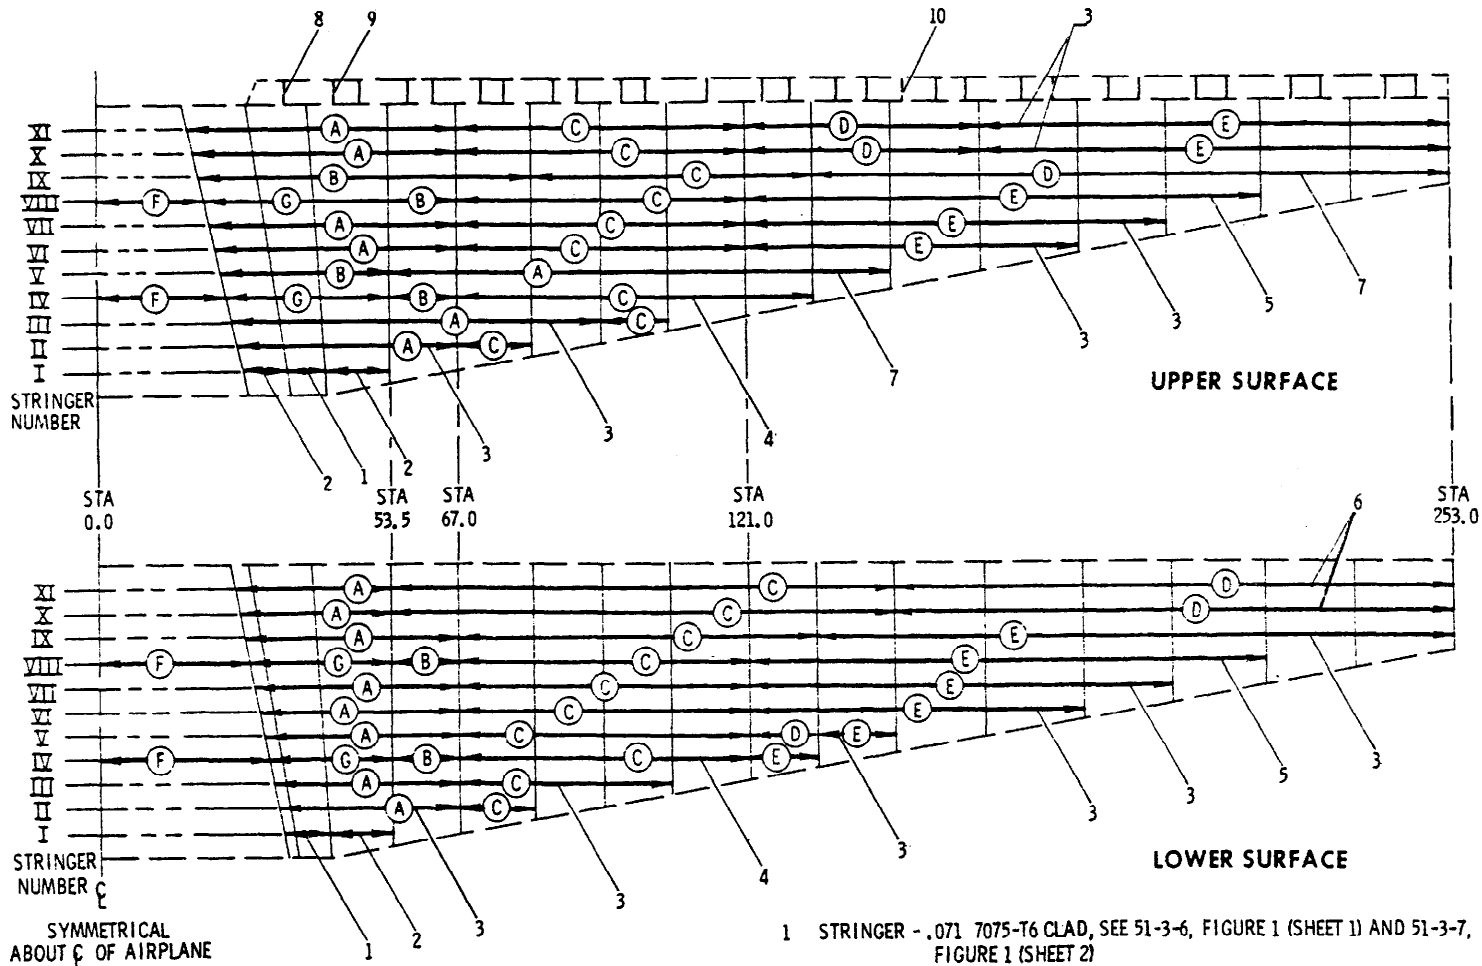 8 9 10 3
XI A C D E
X A C D E
IX B C D
VIII F G B C E
VII A C E
VI A C E
V B A
IV F G B C
III A C
II A C
I
STRINGER
NUMBER
2 1 2 3 3 4 7 3 3 5 7
UPPER SURFACE
STA 0.0
STA 53.5
STA 67.0
STA 121.0
STA 253.0
6
XI A C D
X A C D
IX A C E
VIII F G B C E
VII A C E
VI A C E
V A C D E
IV F G B C E
III A C
II A C
I
STRINGER
NUMBER ℄
1 2 3 3 4 3 3 3 5 3
LOWER SURFACE
SYMMETRICAL
ABOUT ℄ OF AIRPLANE
1 STRINGER - .071 7075-T6 CLAD, SEE 51-3-6, FIGURE 1 (SHEET 1) AND 51-3-7,
FIGURE 1 (SHEET 2)